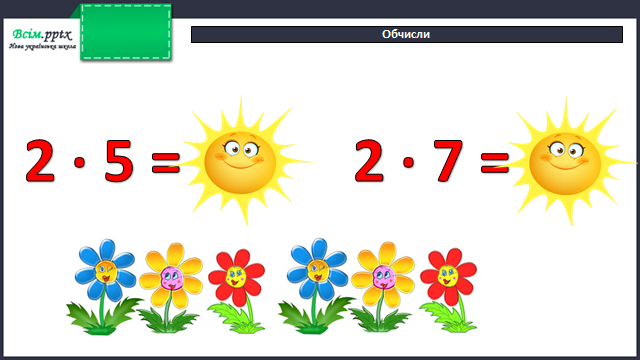 Всім.pptx
Нова українська школа
Обчисли
2 · 5 =
2 · 7 =